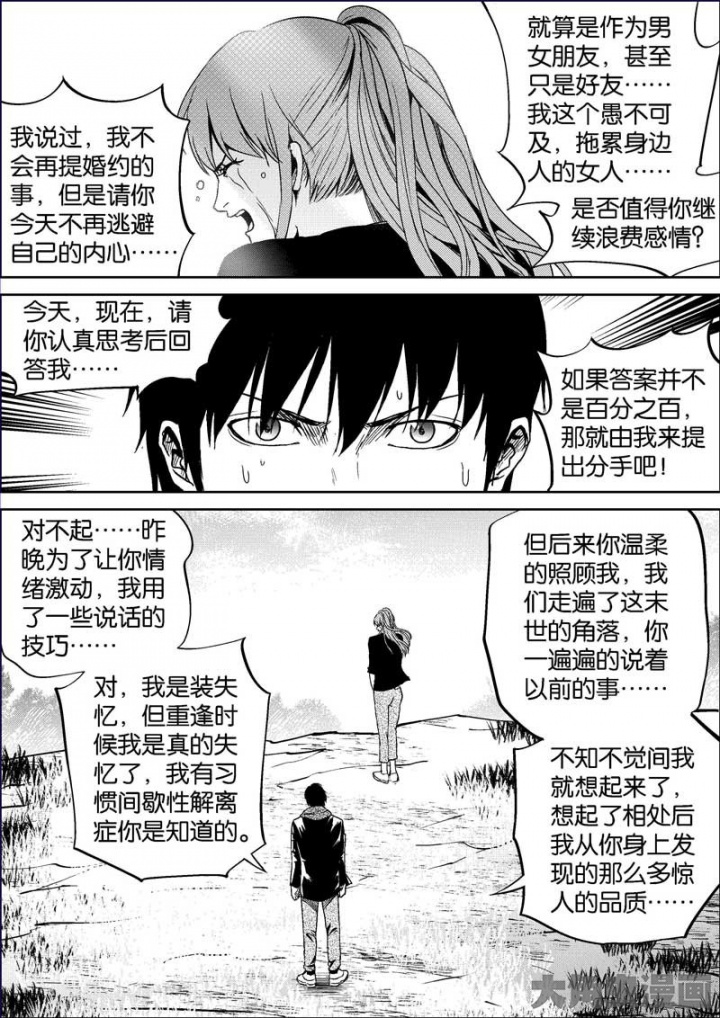 就算是作为男
女朋友，甚至
只是好友……
我这个愚不可
及，拖累身边
人的女人……
是否值得你继
续浪费感情？
我说过，我不
会再提婚约的
事，但是请你
今天不再逃避
自己的内心……
今天，现在，请
你认真思考后回
答我……
如果答案并不
是百分之百，
那就由我来提
出分手吧！
对不起……昨
晚为了让你情
绪激动，我用
了一些说话的
技巧……
对，我是装失
忆，但重逢时
候我是真的失
忆了，我有习
惯间歇性解离
症你是知道的。
但后来你温柔
的照顾我，我
们走遍了这末
世的角落，你
一遍遍的说着
以前的事……
不知不觉间我
就想起来了，
想起了相处后
我从你身上发
现的那么多惊
人的品质……